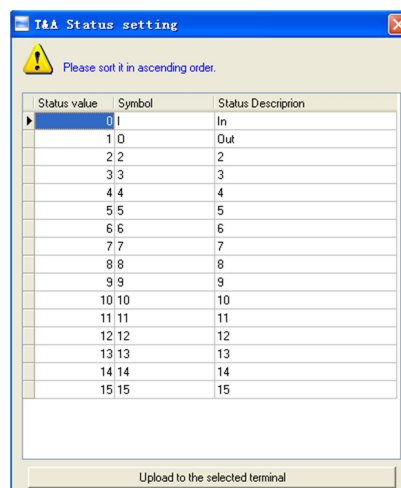 T&A Status setting
Please sort it in ascending order.
Status value Symbol Status Descriprion
0 I In
1 O Out
2 2 2
3 3 3
4 4 4
5 5 5
6 6 6
7 7 7
8 8 8
9 9 9
10 10 10
11 11 11
12 12 12
13 13 13
14 14 14
15 15 15
Upload to the selected terminal